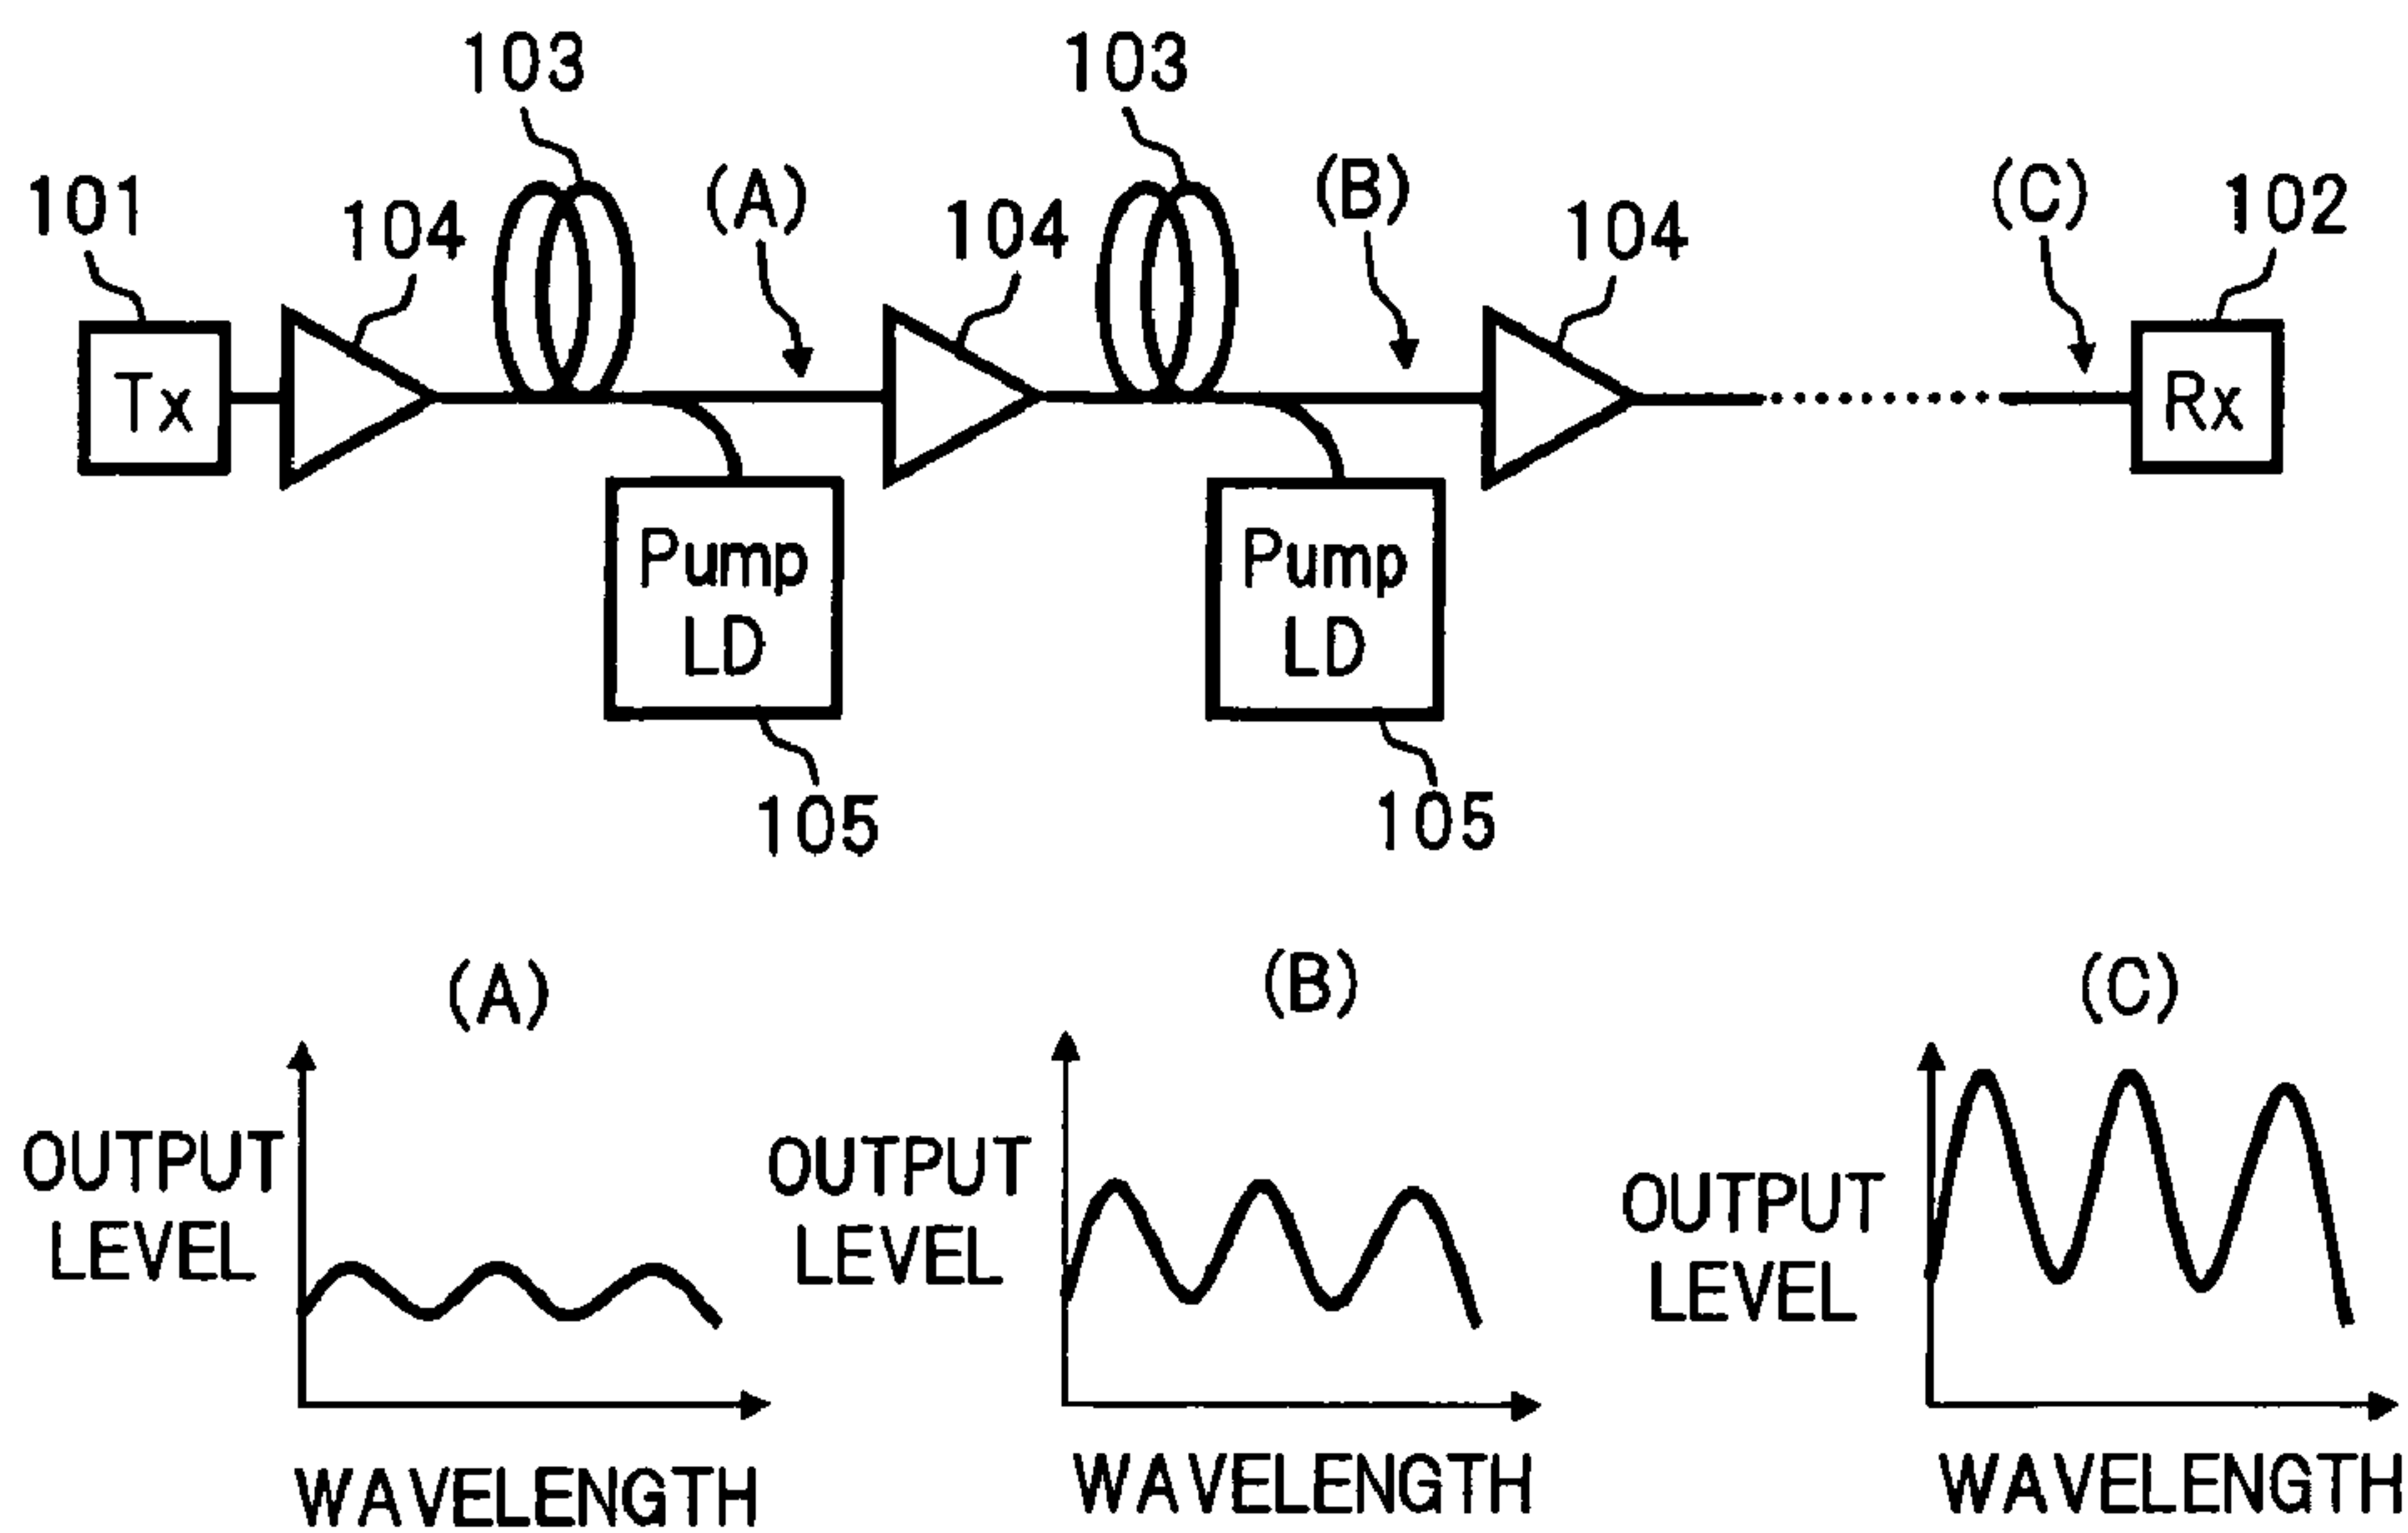 103
103
101
104
(A)
104
(B)
104
(C)
102
Tx
Rx
Pump
LD
Pump
LD
105
105
(A)
OUTPUT
LEVEL
WAVELENGTH
(B)
OUTPUT
LEVEL
WAVELENGTH
(C)
OUTPUT
LEVEL
WAVELENGTH